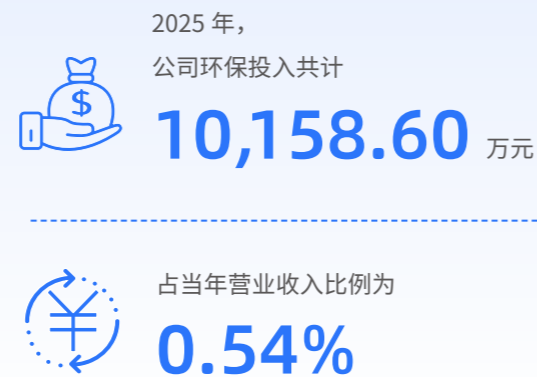 2025 年，
公司环保投入共计
10,158.60 万元
占当年营业收入比例为
0.54%